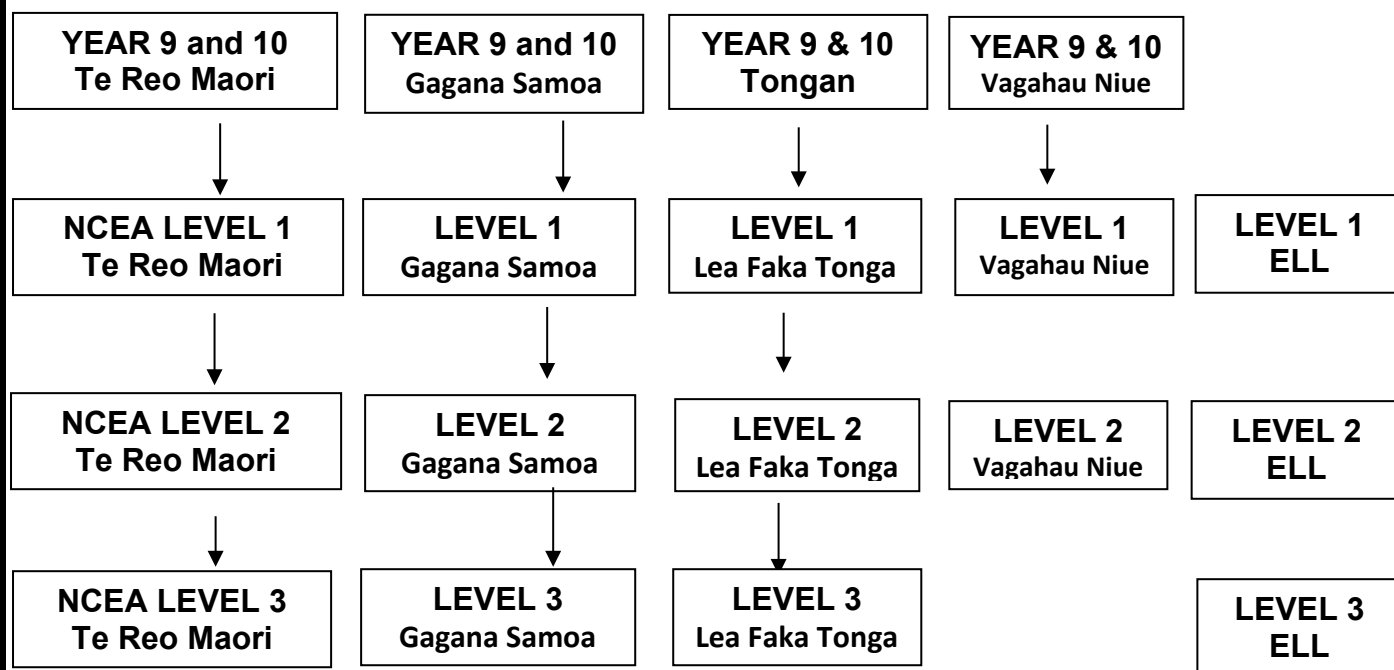 YEAR 9 and 10
Te Reo Maori
YEAR 9 and 10
Gagana Samoa
YEAR 9 & 10
Tongan
YEAR 9 & 10
Vagahau Niue
NCEA LEVEL 1
Te Reo Maori
LEVEL 1
Gagana Samoa
LEVEL 1
Lea Faka Tonga
LEVEL 1
Vagahau Niue
LEVEL 1
ELL
NCEA LEVEL 2
Te Reo Maori
LEVEL 2
Gagana Samoa
LEVEL 2
Lea Faka Tonga
LEVEL 2
Vagahau Niue
LEVEL 2
ELL
NCEA LEVEL 3
Te Reo Maori
LEVEL 3
Gagana Samoa
LEVEL 3
Lea Faka Tonga
LEVEL 3
ELL